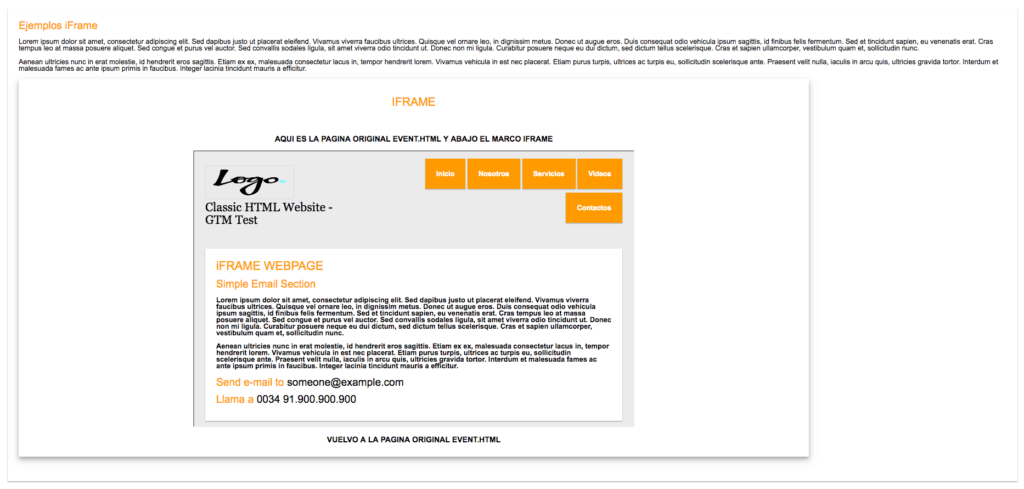 Ejemplos iFrame
Lorem ipsum dolor sit amet, consectetur adipiscing elit. Sed dapibus justo ut placerat eleifend. Vivamus viverra faucibus ultrices. Quisque vel ornare leo, in dignissim metus. Donec ut augue eros. Duis consequat odio vehicula ipsum sagittis, id finibus felis fermentum. Sed et tincidunt sapien, eu venenatis erat. Cras
tempus leo at massa posuere aliquet. Sed congue et purus vel auctor. Sed convallis sodales ligula, sit amet viverra odio tincidunt ut. Donec non mi ligula. Curabitur posuere neque eu dui dictum, sed dictum tellus scelerisque. Cras et sapien ullamcorper, vestibulum quam et, sollicitudin nunc.
Aenean ultricies nunc in erat molestie, id hendrerit eros sagittis. Etiam ex ex, malesuada consectetur lacus in, tempor hendrerit lorem. Vivamus vehicula in est nec placerat. Etiam purus turpis, ultrices ac turpis eu, sollicitudin scelerisque ante. Praesent velit nulla, iaculis in arcu quis, ultricies gravida tortor. Interdum et
malesuada fames ac ante ipsum primis in faucibus. Integer lacinia tincidunt mauris a efficitur.
IFRAME
AQUI ES LA PAGINA ORIGINAL EVENT.HTML Y ABAJO EL MARCO IFRAME
Logo
Inicio Nosotros Servicios Videos
Contactos
Classic HTML Website -
GTM Test
iFRAME WEBPAGE
Simple Email Section
Lorem ipsum dolor sit amet, consectetur adipiscing elit. Sed dapibus justo ut placerat eleifend. Vivamus viverra
faucibus ultrices. Quisque vel ornare leo, in dignissim metus. Donec ut augue eros. Duis consequat odio vehicula
ipsum sagittis, id finibus felis fermentum. Sed et tincidunt sapien, eu venenatis erat. Cras tempus leo at massa
posuere aliquet. Sed congue et purus vel auctor. Sed convallis sodales ligula, sit amet viverra odio tincidunt ut. Donec
non mi ligula. Curabitur posuere neque eu dui dictum, sed dictum tellus scelerisque. Cras et sapien ullamcorper,
vestibulum quam et, sollicitudin nunc.
Aenean ultricies nunc in erat molestie, id hendrerit eros sagittis. Etiam ex ex, malesuada consectetur lacus in, tempor
hendrerit lorem. Vivamus vehicula in est nec placerat. Etiam purus turpis, ultrices ac turpis eu, sollicitudin
scelerisque ante. Praesent velit nulla, iaculis in arcu quis, ultricies gravida tortor. Interdum et malesuada fames ac
ante ipsum primis in faucibus. Integer lacinia tincidunt mauris a efficitur.
Send e-mail to someone@example.com
Llama a 0034 91.900.900.900
VUELVO A LA PAGINA ORIGINAL EVENT.HTML